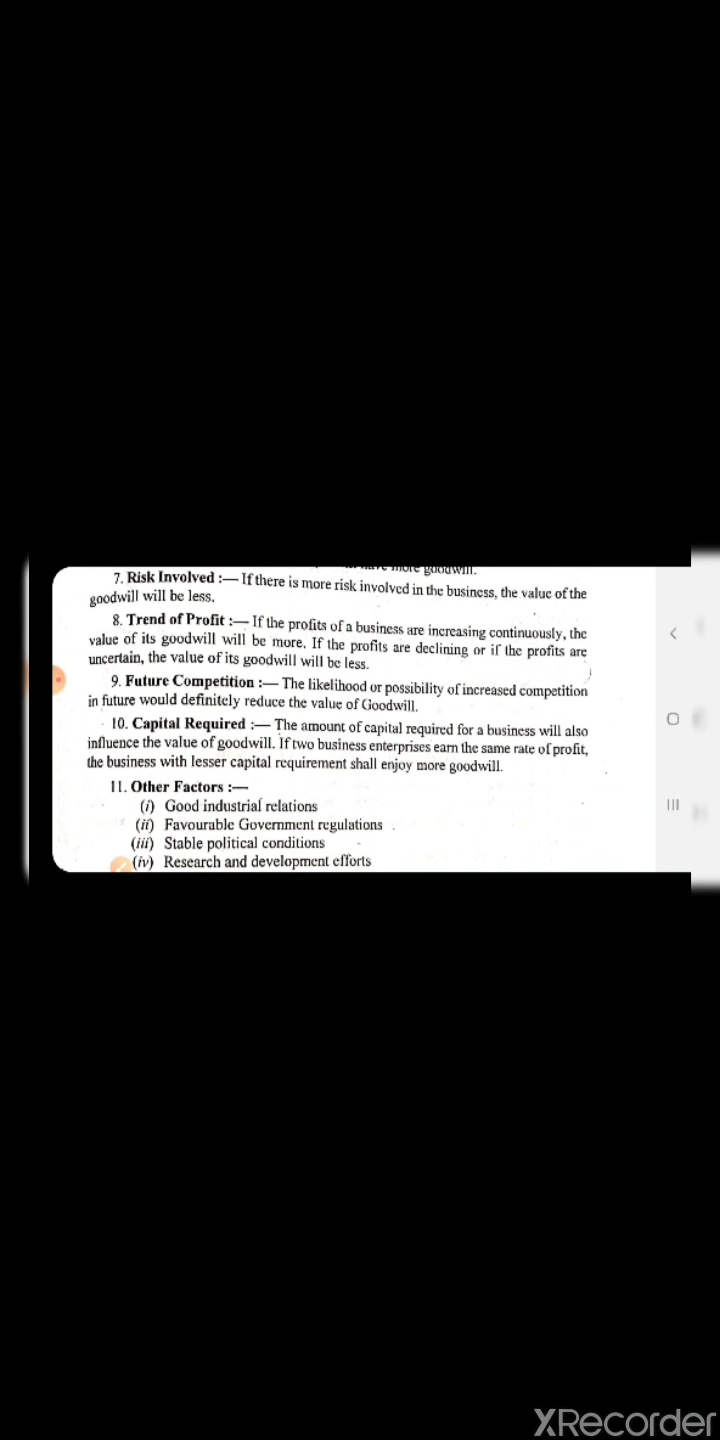 more goodwill.
7. Risk Involved :— If there is more risk involved in the business, the value of the
goodwill will be less.
8. Trend of Profit :— If the profits of a business are increasing continuously, the
value of its goodwill will be more. If the profits are declining or if the profits are
uncertain, the value of its goodwill will be less.
9. Future Competition :— The likelihood or possibility of increased competition
in future would definitely reduce the value of Goodwill.
10. Capital Required :— The amount of capital required for a business will also
influence the value of goodwill. If two business enterprises earn the same rate of profit,
the business with lesser capital requirement shall enjoy more goodwill.
11. Other Factors :—
(i) Good industrial relations
(ii) Favourable Government regulations
(iii) Stable political conditions
(iv) Research and development efforts
XRecorder